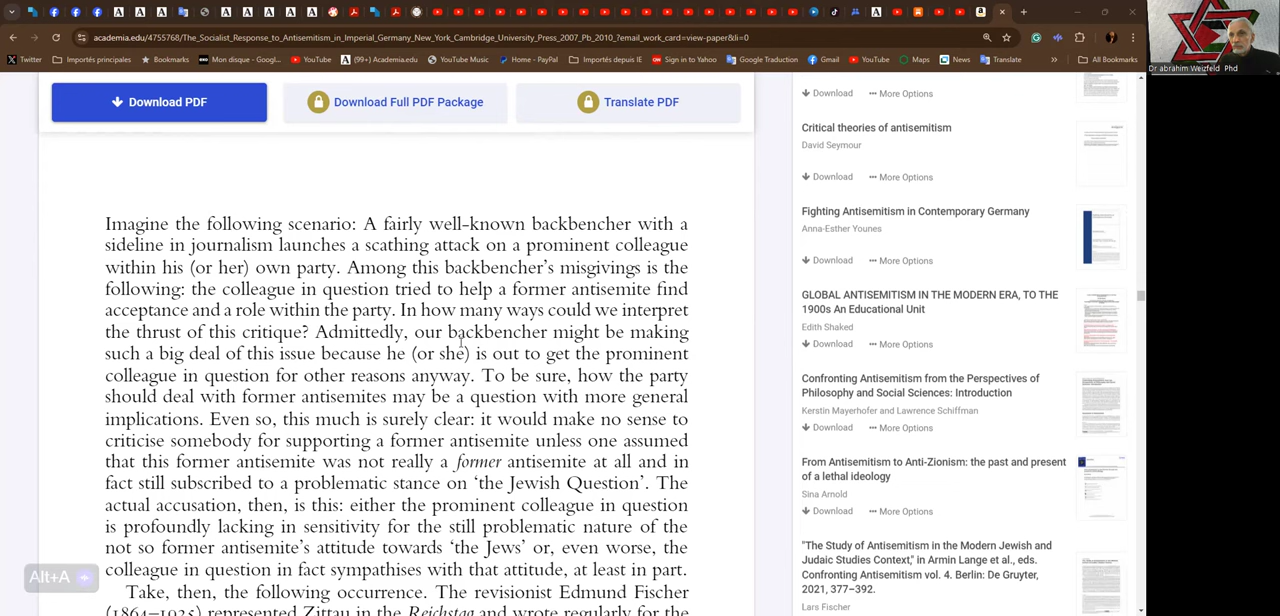 academia.edu/4755768/The_Socialist_Response_to_Antisemitism_in_Imperial_Germany_New_York_Cambridge_University_Press_2007_Pb_2010_?email_work_card=view-paper&li=0
Twitter
Importés principales
Bookmarks
Mon disque - Googl...
YouTube
(99+) Academia.edu
YouTube Music
Home - PayPal
Importés depuis IE
Sign in to Yahoo
Google Traduction
YouTube
Gmail
YouTube
Maps
News
Translate
All Bookmarks
Dr abrahim Weizfeld Phd
Download PDF
Download Full PDF Package
Translate PDF
Imagine the following scenario: A fairly well-known backbencher with a
sideline in journalism launches a scathing attack on a prominent colleague
within his (or her) own party. Among this backbencher's misgivings is the
following: the colleague in question tried to help a former antisemite find
acceptance and a role within the party. How many ways could we interpret
the thrust of this critique? Admittedly, our backbencher might be making
such a big deal of this issue because he (or she) is out to get the prominent
colleague in question for other reasons anyway. To be sure, how the party
should deal with former antisemites may be a question with more general
implications. Even so, this much surely is clear: it would make no sense to
criticise somebody for supporting a former antisemite unless one assumed
that this former antisemite was not really a former antisemite at all and in
fact still subscribed to a problematic stance on the 'Jewish Question'. The
actual accusation, then, is this: either the prominent colleague in question
is profoundly lacking in sensitivity to the still problematic nature of the
not so former antisemite's attitude towards 'the Jews' or, even worse, the
colleague in question in fact concurs with that attitude at least in part.
Alt+A
Download
More Options
Critical theories of antisemitism
David Seymour
Download
More Options
Fighting Antisemitism in Contemporary Germany
Anna-Esther Younes
Download
More Options
GLOBAL ANTISEMITISM IN THE MODERN ERA, TO THE
1900s An Educational Unit
Edith Shaked
Download
More Options
Confronting Antisemitism from the Perspectives of
Philosophy and Social Sciences: Introduction
Kerstin Mayerhofer and Lawrence Schiffman
Download
More Options
From Antisemitism to Anti-Zionism: the past and present
of a lethal ideology
Sina Arnold
Download
More Options
"The Study of Antisemitism in the Modern Jewish and
Judaic Studies Context," in Armin Lange et al., eds.
Confronting Antisemitism vol. 4. Berlin: De Gruyter,
2021, 377–392.
Lars Fischer